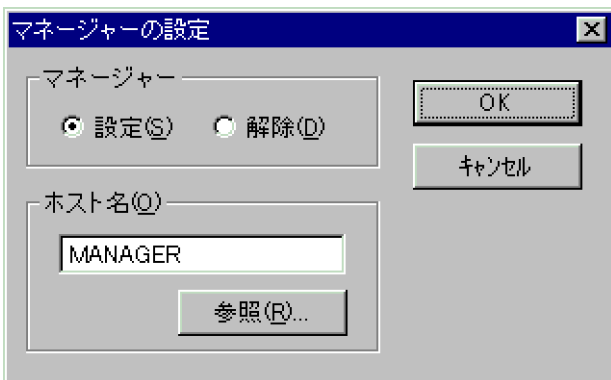 マネージャーの設定
マネージャー
設定(S) 解除(D)
OK
キャンセル
ホスト名(O)
MANAGER
参照(R)...